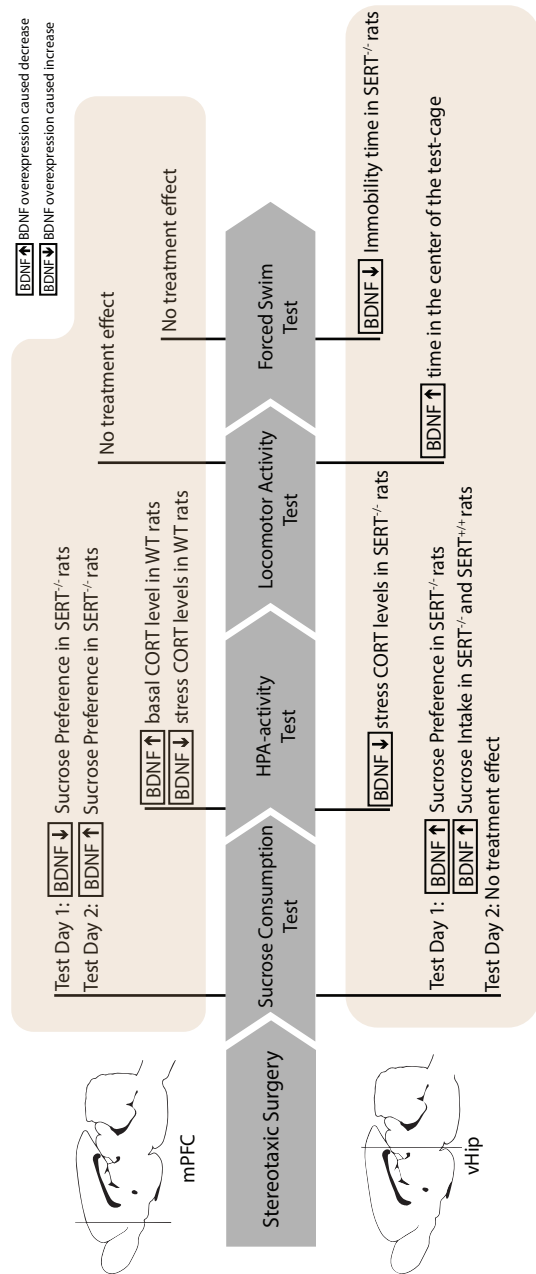 BDNF ↑ BDNF overexpression caused decrease
BDNF ↓ BDNF overexpression caused increase
Test Day 1: BDNF ↓ Sucrose Preference in SERT-/- rats
Test Day 2: BDNF ↑ Sucrose Preference in SERT-/- rats
BDNF ↑ basal CORT level in WT rats
BDNF ↓ stress CORT levels in WT rats
No treatment effect
No treatment effect
mPFC
Stereotaxic Surgery
Sucrose Consumption
Test
HPA-activity
Test
Locomotor Activity
Test
Forced Swim
Test
BDNF ↓ Immobility time in SERT-/- rats
BDNF ↓ stress CORT levels in SERT-/- rats
BDNF ↑ time in the center of the test-cage
Test Day 1: BDNF ↑ Sucrose Preference in SERT-/- rats
BDNF ↑ Sucrose Intake in SERT-/- and SERT+/+ rats
Test Day 2: No treatment effect
vHip